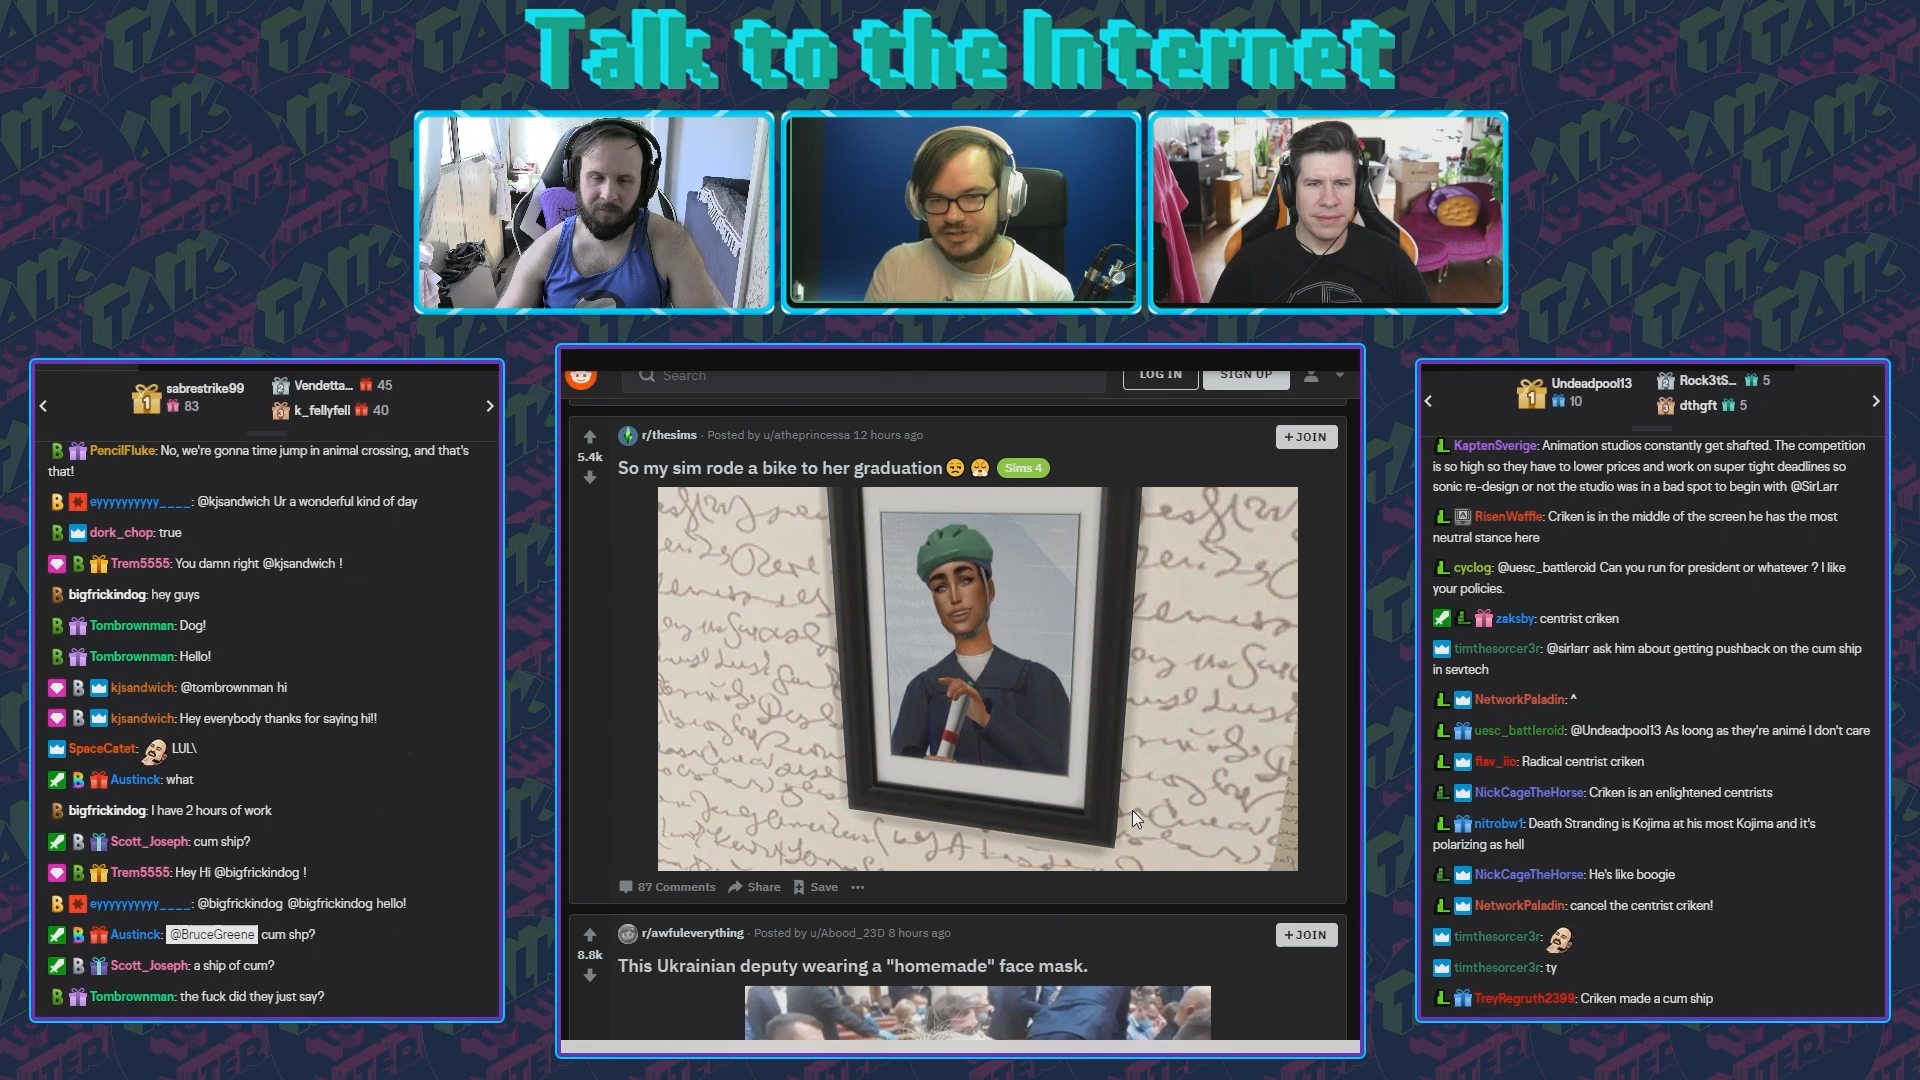 Talk to the Internet
sabrestrike99
83
Vendetta... 45
k_fellyfell 40
PencilFluke: No, we're gonna time jump in animal crossing, and that's
that!
eyyyyyyyyyy____: @kjsandwich Ur a wonderful kind of day
dork_chop: true
Trem5555: You damn right @kjsandwich !
bigfrickindog: hey guys
Tombrownman: Dog!
Tombrownman: Hello!
kjsandwich: @tombrownman hi
kjsandwich: Hey everybody thanks for saying hi!!
SpaceCatet: LUL\
Austinck: what
bigfrickindog: I have 2 hours of work
Scott_Joseph: cum ship?
Trem5555: Hey Hi @bigfrickindog !
eyyyyyyyyyy____: @bigfrickindog @bigfrickindog hello!
Austinck: @BruceGreene cum shp?
Scott_Joseph: a ship of cum?
Tombrownman: the fuck did they just say?
Search
LOG IN
SIGN UP
r/thesims · Posted by u/atheprincessa 12 hours ago
+ JOIN
5.4k
So my sim rode a bike to her graduation Sims 4
87 Comments Share Save ...
r/awfuleverything · Posted by u/Abood_23D 8 hours ago
+ JOIN
8.8k
This Ukrainian deputy wearing a "homemade" face mask.
Undeadpool13
10
Rock3tS... 5
dthgft 5
KaptenSverige: Animation studios constantly get shafted. The competition
is so high so they have to lower prices and work on super tight deadlines so
sonic re-design or not the studio was in a bad spot to begin with @SirLarr
RisenWaffle: Criken is in the middle of the screen he has the most
neutral stance here
cyclog: @uesc_battleroid Can you run for president or whatever ? I like
your policies.
zaksby: centrist criken
timthesorcer3r: @sirlarr ask him about getting pushback on the cum ship
in sevtech
NetworkPaladin: ^
uesc_battleroid: @Undeadpool13 As loong as they're animé I don't care
flav_iio: Radical centrist criken
NickCageTheHorse: Criken is an enlightened centrists
nitrobw1: Death Stranding is Kojima at his most Kojima and it's
polarizing as hell
NickCageTheHorse: He's like boogie
NetworkPaladin: cancel the centrist criken!
timthesorcer3r:
timthesorcer3r: ty
TreyRegruth2399: Criken made a cum ship